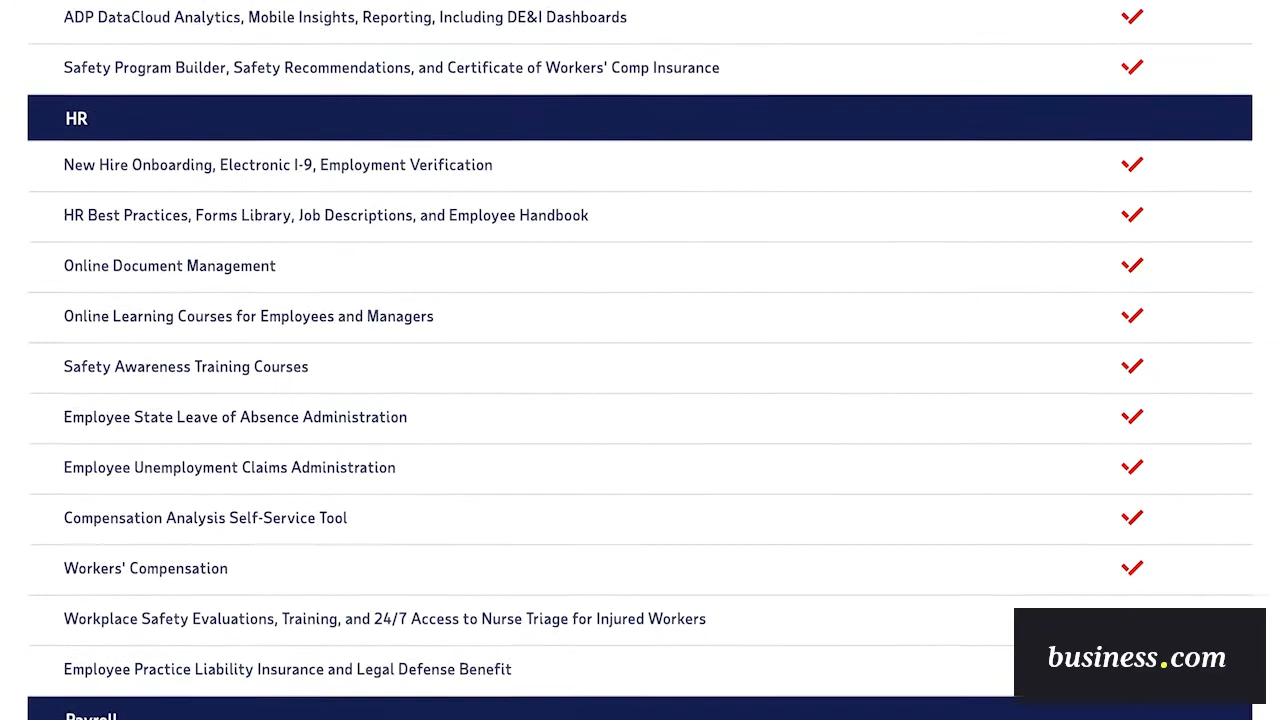 ADP DataCloud Analytics, Mobile Insights, Reporting, Including DE&I Dashboards
Safety Program Builder, Safety Recommendations, and Certificate of Workers' Comp Insurance
HR
New Hire Onboarding, Electronic I-9, Employment Verification
HR Best Practices, Forms Library, Job Descriptions, and Employee Handbook
Online Document Management
Online Learning Courses for Employees and Managers
Safety Awareness Training Courses
Employee State Leave of Absence Administration
Employee Unemployment Claims Administration
Compensation Analysis Self-Service Tool
Workers' Compensation
Workplace Safety Evaluations, Training, and 24/7 Access to Nurse Triage for Injured Workers
Employee Practice Liability Insurance and Legal Defense Benefit
business.com
Payroll